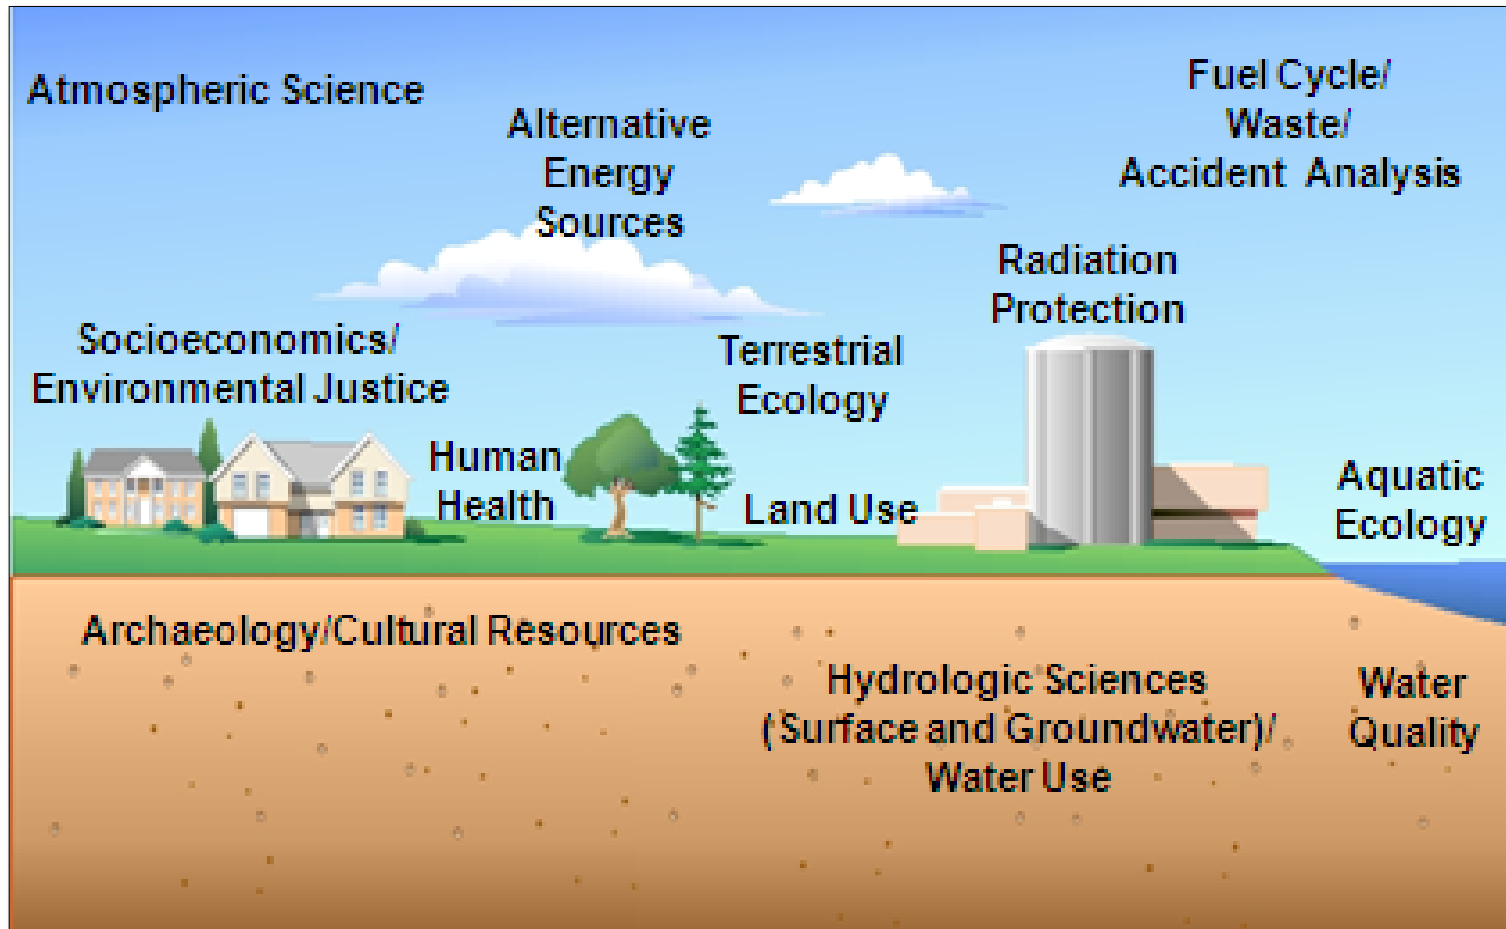 Atmospheric Science
Alternative
Energy
Sources
Fuel Cycle/
Waste/
Accident Analysis
Radiation
Protection
Socioeconomics/
Environmental Justice
Terrestrial
Ecology
Human
Health
Land Use
Aquatic
Ecology
Archaeology/Cultural Resources
Hydrologic Sciences
(Surface and Groundwater)/
Water Use
Water
Quality